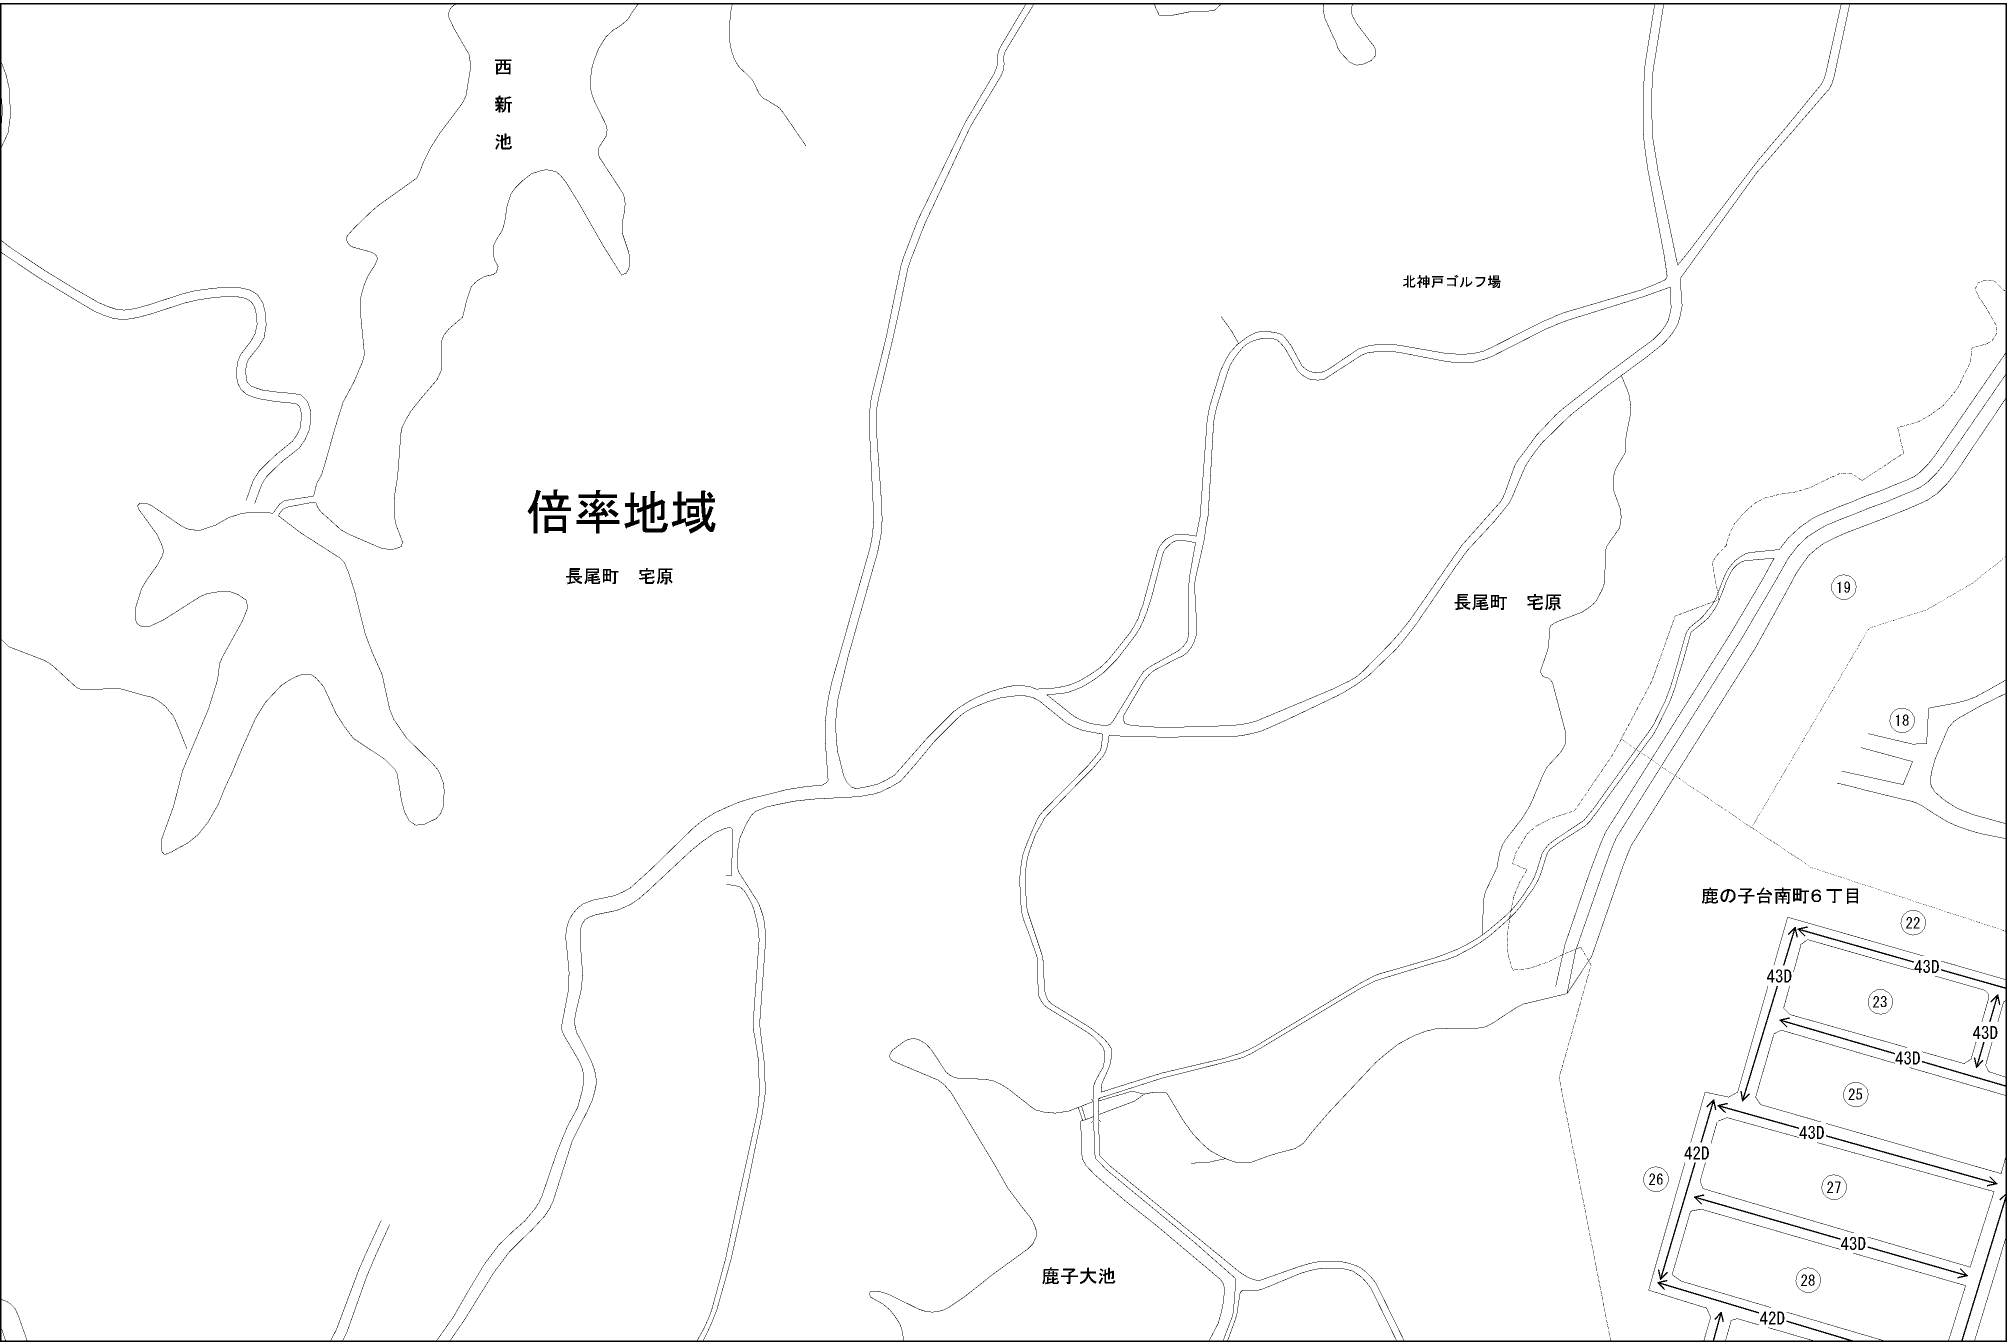 西新池
北神戸ゴルフ場
倍率地域
長尾町　宅原
長尾町　宅原
19
18
鹿の子台南町６丁目
22
43D
43D
23
43D
43D
25
43D
42D
26
27
43D
鹿子大池
28
42D